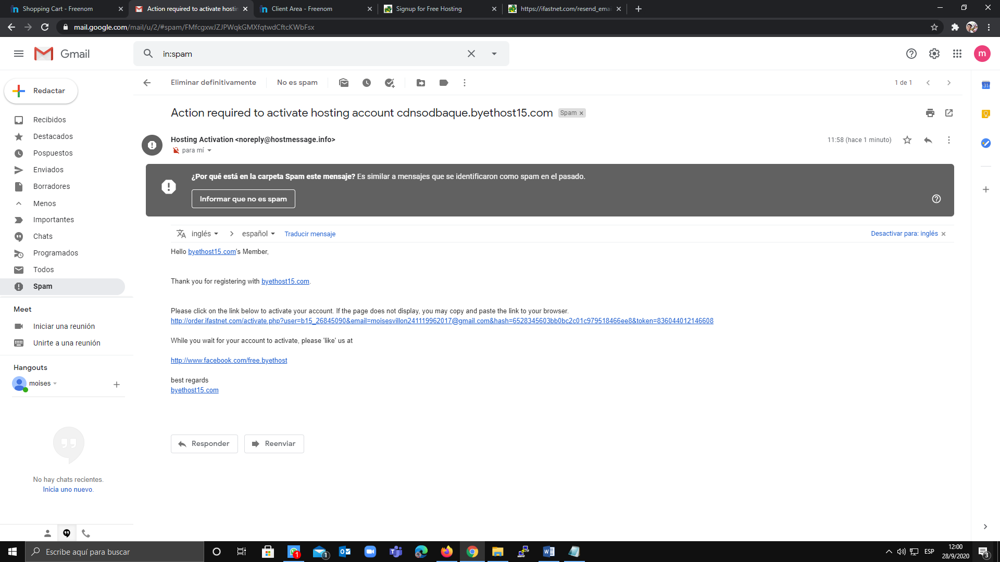 Shopping Cart - Freenom
Action required to activate hostin
Client Area - Freenom
Signup for Free Hosting
https://ifastnet.com/resend_ema
mail.google.com/mail/u/2/#spam/FMfcgxwJZJPWqkGMXfqtwdCftcKWbFsx
Gmail
in:spam
m
Redactar
Eliminar definitivamente
No es spam
1 de 1
31
Action required to activate hosting account cdnsodbaque.byethost15.com
Spam ×
Recibidos
Destacados
Pospuestos
Enviados
Borradores
Menos
Importantes
Chats
Programados
Todos
Spam
Hosting Activation <noreply@hostmessage.info>
para mí
11:58 (hace 1 minuto)
¿Por qué está en la carpeta Spam este mensaje? Es similar a mensajes que se identificaron como spam en el pasado.
Informar que no es spam
inglés
español
Traducir mensaje
Desactivar para: inglés ×
Hello byethost15.com's Member,
Thank you for registering with byethost15.com.
Please click on the link below to activate your account. If the page does not display, you may copy and paste the link to your browser.
http://order.ifastnet.com/activate.php?user=b15_26845090&email=moisesvillon241119962017@gmail.com&hash=6528345603bb0bc2c01c979518466ee8&token=836044012146608
While you wait for your account to activate, please 'like' us at
http://www.facebook.com/free.byethost
best regards
byethost15.com
Responder
Reenviar
Meet
Iniciar una reunión
Unirte a una reunión
Hangouts
moises
No hay chats recientes.
Inicia uno nuevo.
Escribe aquí para buscar
1
1
ESP
12:00
28/9/2020
3